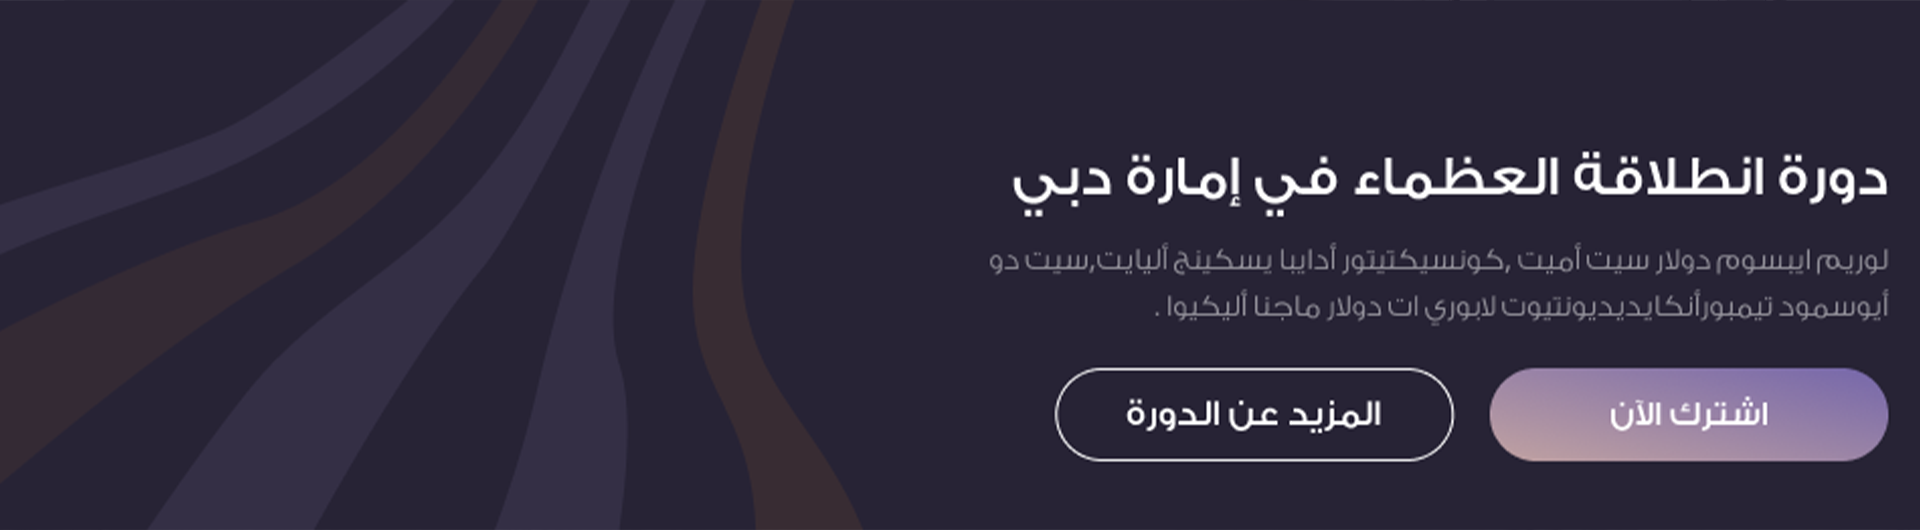 دورة انطلاقة العظماء في إمارة دبي
لوريم ايبسوم دولار سيت أميت ,كونسيكتيتور أدايبا يسكينج أليايت,سيت دو
أيوسمود تيمبورأنكايديديونتيوت لابوري ات دولار ماجنا أليكيوا .
اشترك الآن
المزيد عن الدورة